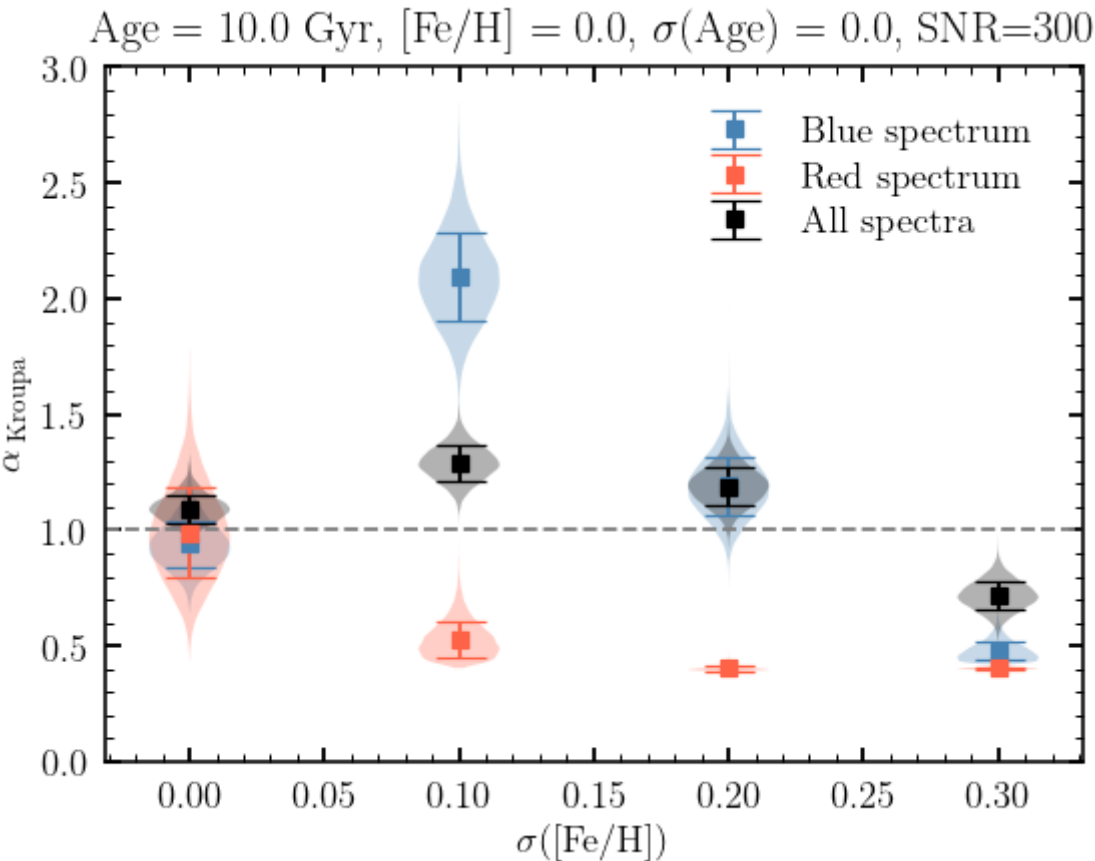 Age = 10.0 Gyr, [Fe/H] = 0.0, σ(Age) = 0.0, SNR=300
3.0
Blue spectrum
Red spectrum
All spectra
2.5
2.0
1.5
1.0
0.5
0.0
α Kroupa
0.00 0.05 0.10 0.15 0.20 0.25 0.30
σ([Fe/H])